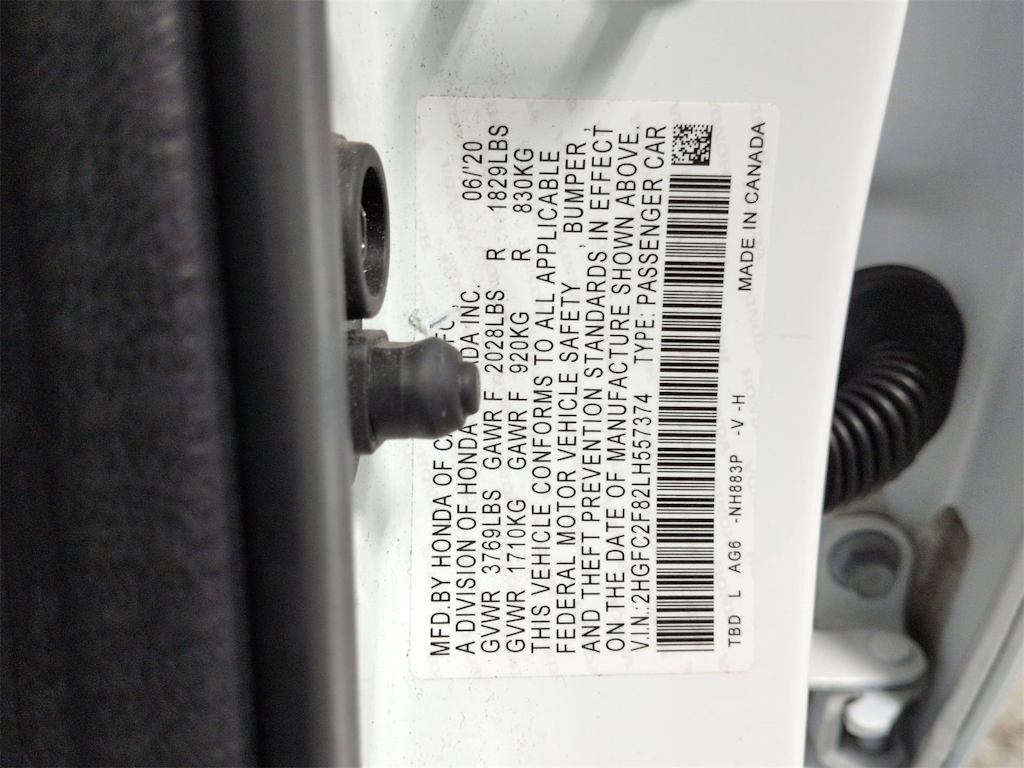 MFD.BY HONDA OF
A DIVISION OF HONDA INC. 06/'20
GVWR 3769LBS GAWR F 2028LBS R 1829LBS
GVWR 1710KG GAWR F 920KG R 830KG
THIS VEHICLE CONFORMS TO ALL APPLICABLE
FEDERAL MOTOR VEHICLE SAFETY, BUMPER,
AND THEFT PREVENTION STANDARDS IN EFFECT
ON THE DATE OF MANUFACTURE SHOWN ABOVE.
V.I.N.:2HGFC2F82LH557374 TYPE: PASSENGER CAR
TBD L AG6 -NH883P -V -H MADE IN CANADA